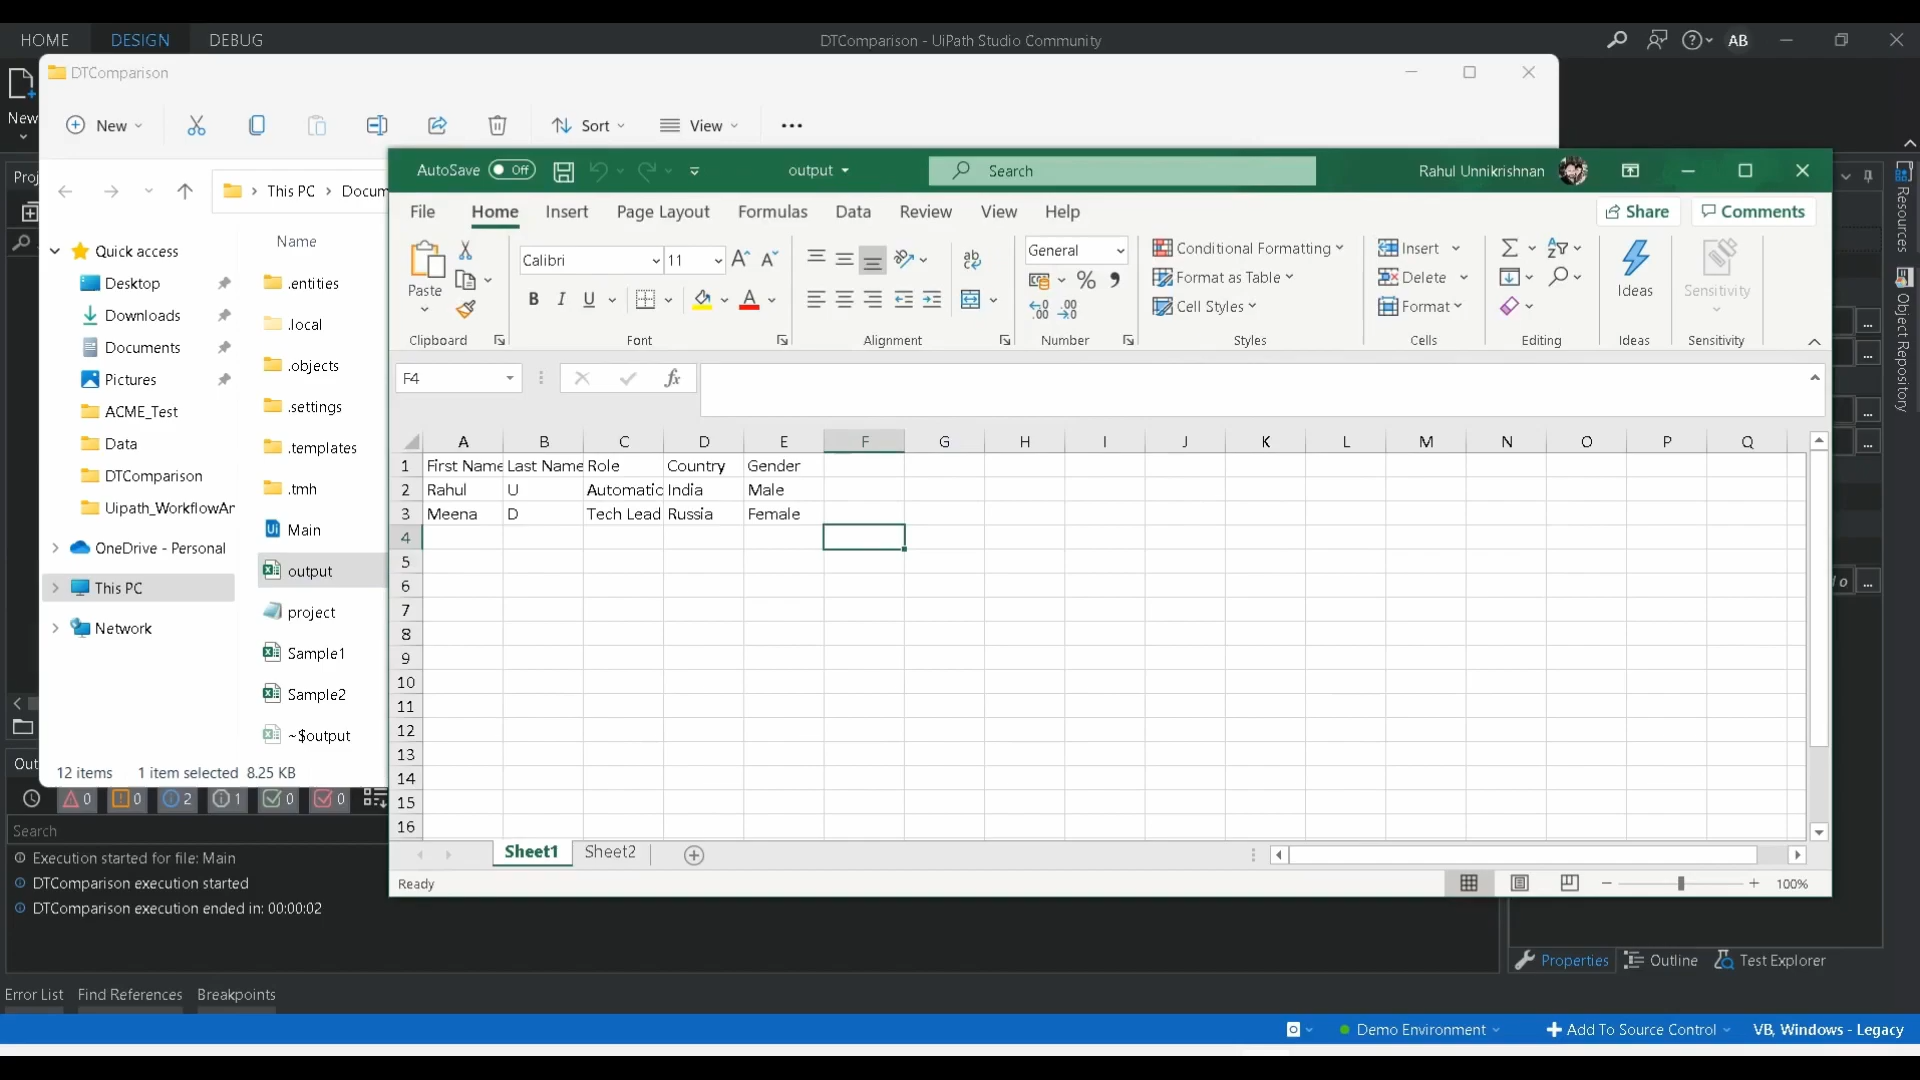 HOME DESIGN DEBUG DTComparison - UiPath Studio Community AB
DTComparison
New
New Sort View
Proj
This PC Docum
AutoSave Off output Search Rahul Unnikrishnan
File Home Insert Page Layout Formulas Data Review View Help Share Comments
Paste
Calibri 11
General
Conditional Formatting
Format as Table
Cell Styles
Insert
Delete
Format
Ideas
Sensitivity
Clipboard Font Alignment Number Styles Cells Editing Ideas Sensitivity
F4 fx
A B C D E F G H I J K L M N O P Q
1 First Name Last Name Role Country Gender
2 Rahul U Automatic India Male
3 Meena D Tech Lead Russia Female
4
5
6
7
8
9
10
11
12
13
14
15
16
Sheet1 Sheet2
Ready 100%
Name
Quick access
Desktop
Downloads
Documents
Pictures
ACME_Test
Data
DTComparison
Uipath_WorkflowAr
OneDrive - Personal
This PC
Network
.entities
.local
.objects
.settings
.templates
.tmh
Main
output
project
Sample1
Sample2
~$output
12 items 1 item selected 8.25 KB
Out
0 0 2 1 0 0
Search
Execution started for file: Main
DTComparison execution started
DTComparison execution ended in: 00:00:02
Error List Find References Breakpoints
Resources
Object Repository
Properties Outline Test Explorer
Demo Environment Add To Source Control VB, Windows - Legacy